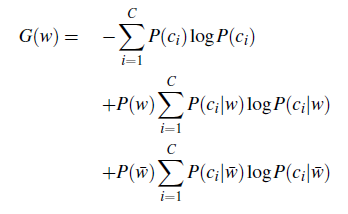 G(w) = −∑_{i=1}^{C} P(c_i) log P(c_i)
+P(w) ∑_{i=1}^{C} P(c_i|w) log P(c_i|w)
+P(w̄) ∑_{i=1}^{C} P(c_i|w̄) log P(c_i|w̄)